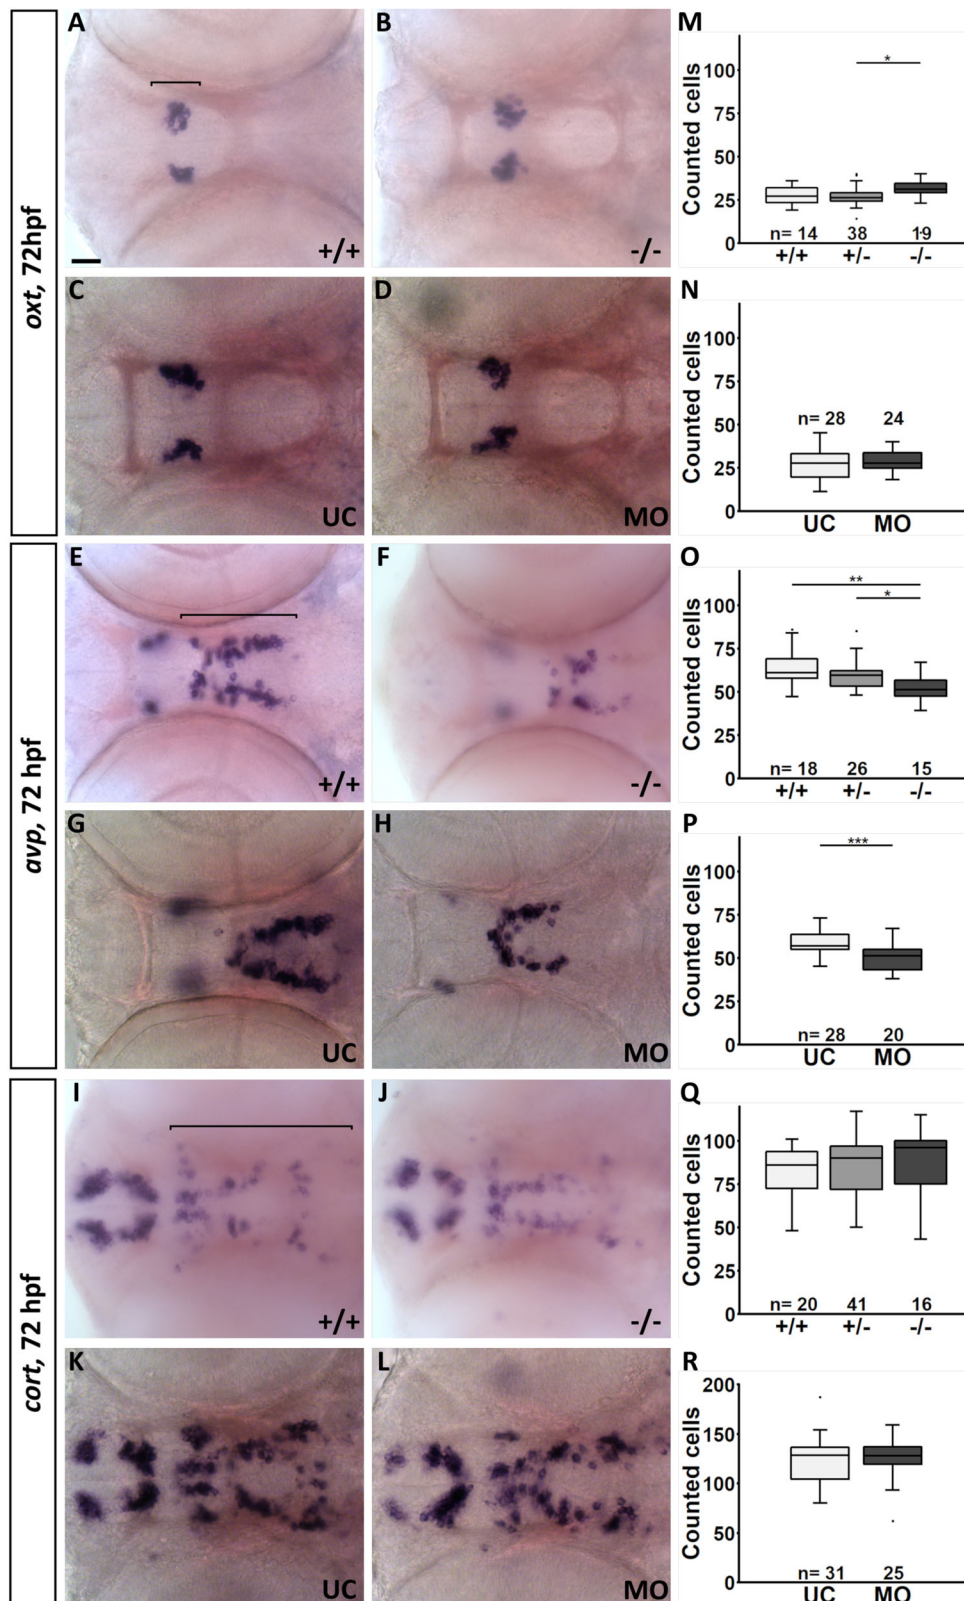 oxt, 72hpf
A
+/+
B
-/-
M
Counted cells
100
75
50
25
0
*
n= 14 38 19
+/+ +/- -/-
C
UC
D
MO
N
Counted cells
100
75
50
25
0
n= 28 24
UC MO
avp, 72 hpf
E
+/+
F
-/-
O
Counted cells
100
75
50
25
0
**
*
n= 18 26 15
+/+ +/- -/-
G
UC
H
MO
P
Counted cells
100
75
50
25
0
***
n= 28 20
UC MO
cort, 72 hpf
I
+/+
J
-/-
Q
Counted cells
100
75
50
25
0
n= 20 41 16
+/+ +/- -/-
K
UC
L
MO
R
Counted cells
200
150
100
50
0
n= 31 25
UC MO